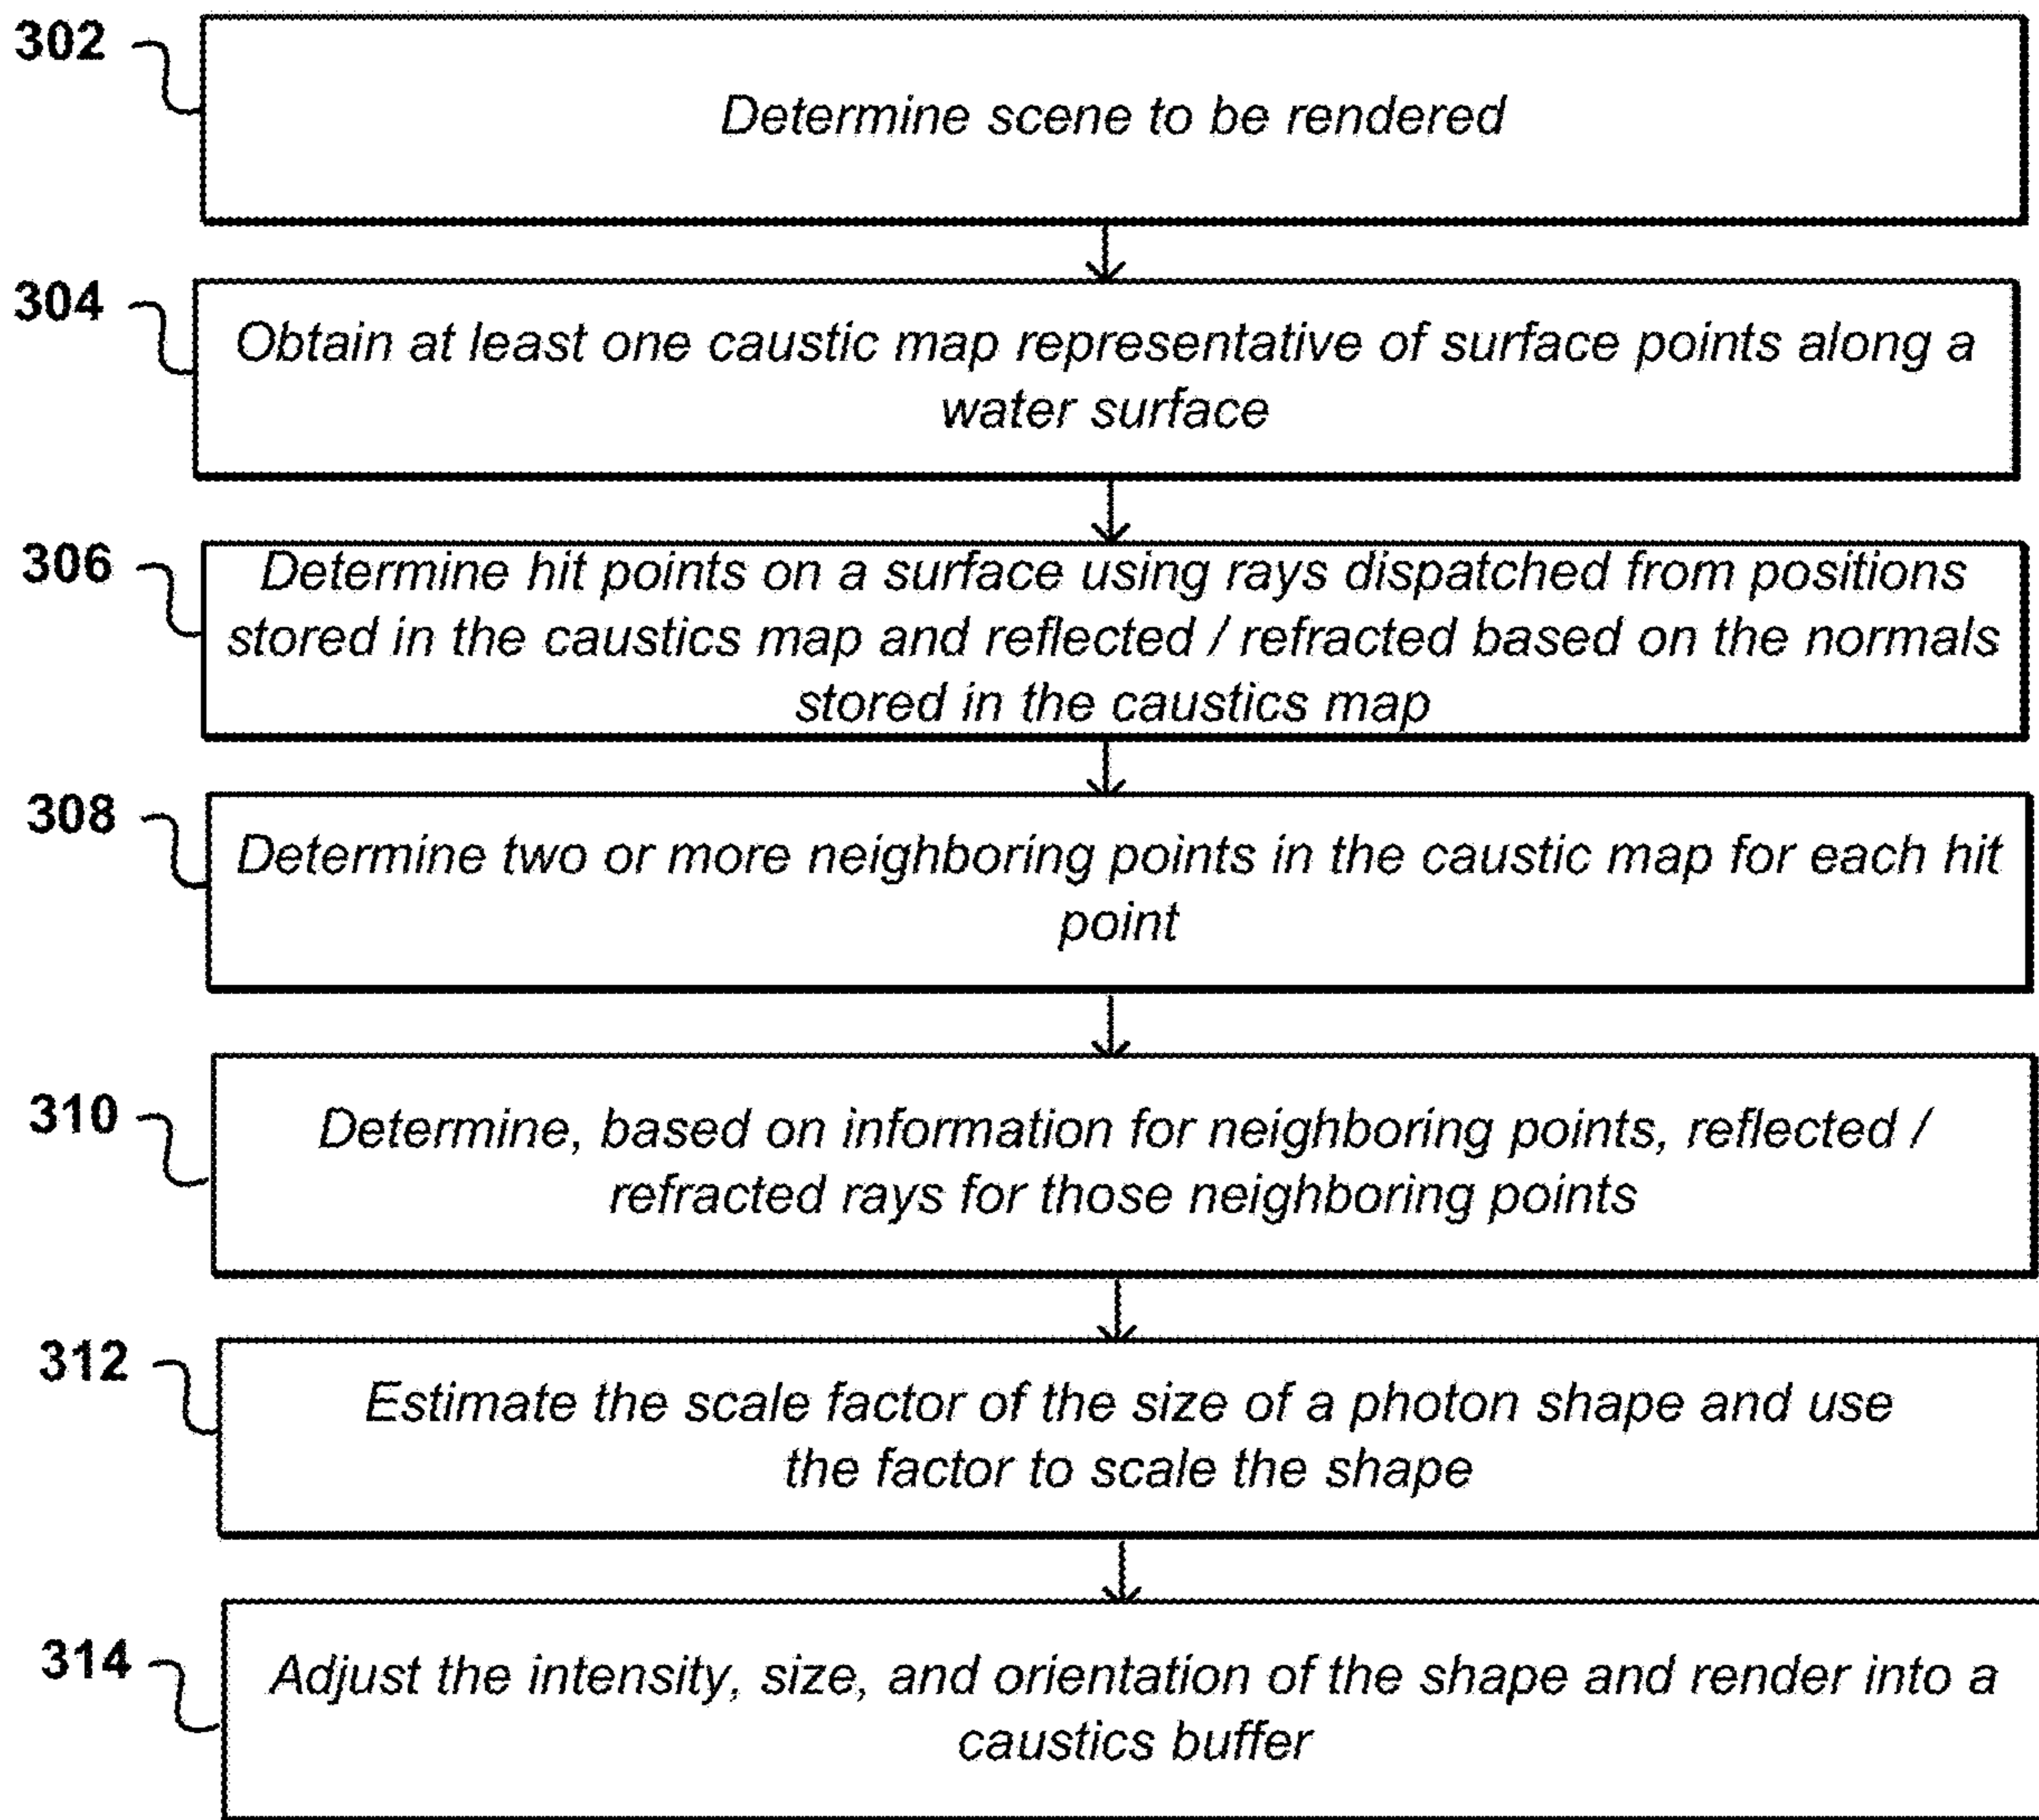 302
Determine scene to be rendered
304
Obtain at least one caustic map representative of surface points along a
water surface
306
Determine hit points on a surface using rays dispatched from positions
stored in the caustics map and reflected / refracted based on the normals
stored in the caustics map
308
Determine two or more neighboring points in the caustic map for each hit
point
310
Determine, based on information for neighboring points, reflected /
refracted rays for those neighboring points
312
Estimate the scale factor of the size of a photon shape and use
the factor to scale the shape
314
Adjust the intensity, size, and orientation of the shape and render into a
caustics buffer